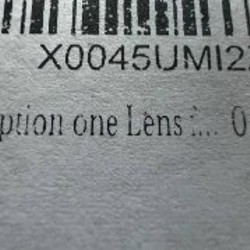 X0045UMI2
ption one Lens ... 0